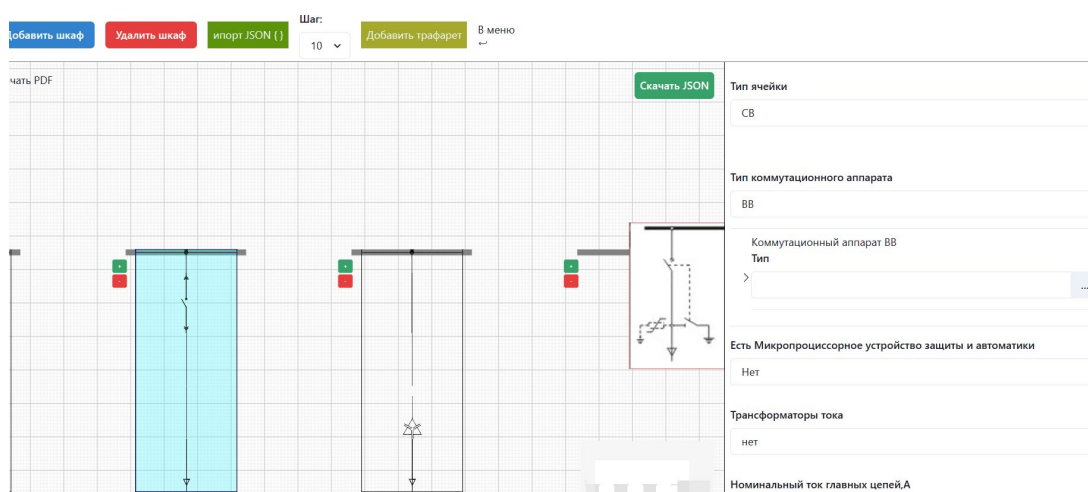 Добавить шкаф
Удалить шкаф
ипорт JSON { }
Шаг:
10
Добавить трафарет
В меню
↩
чать PDF
Скачать JSON
+
-
+
-
+
-
Тип ячейки
СВ
Тип коммутационного аппарата
ВВ
Коммутационный аппарат ВВ
Тип
...
Есть Микропроциссорное устройство защиты и автоматики
Нет
Трансформаторы тока
нет
Номинальный ток главных цепей,А